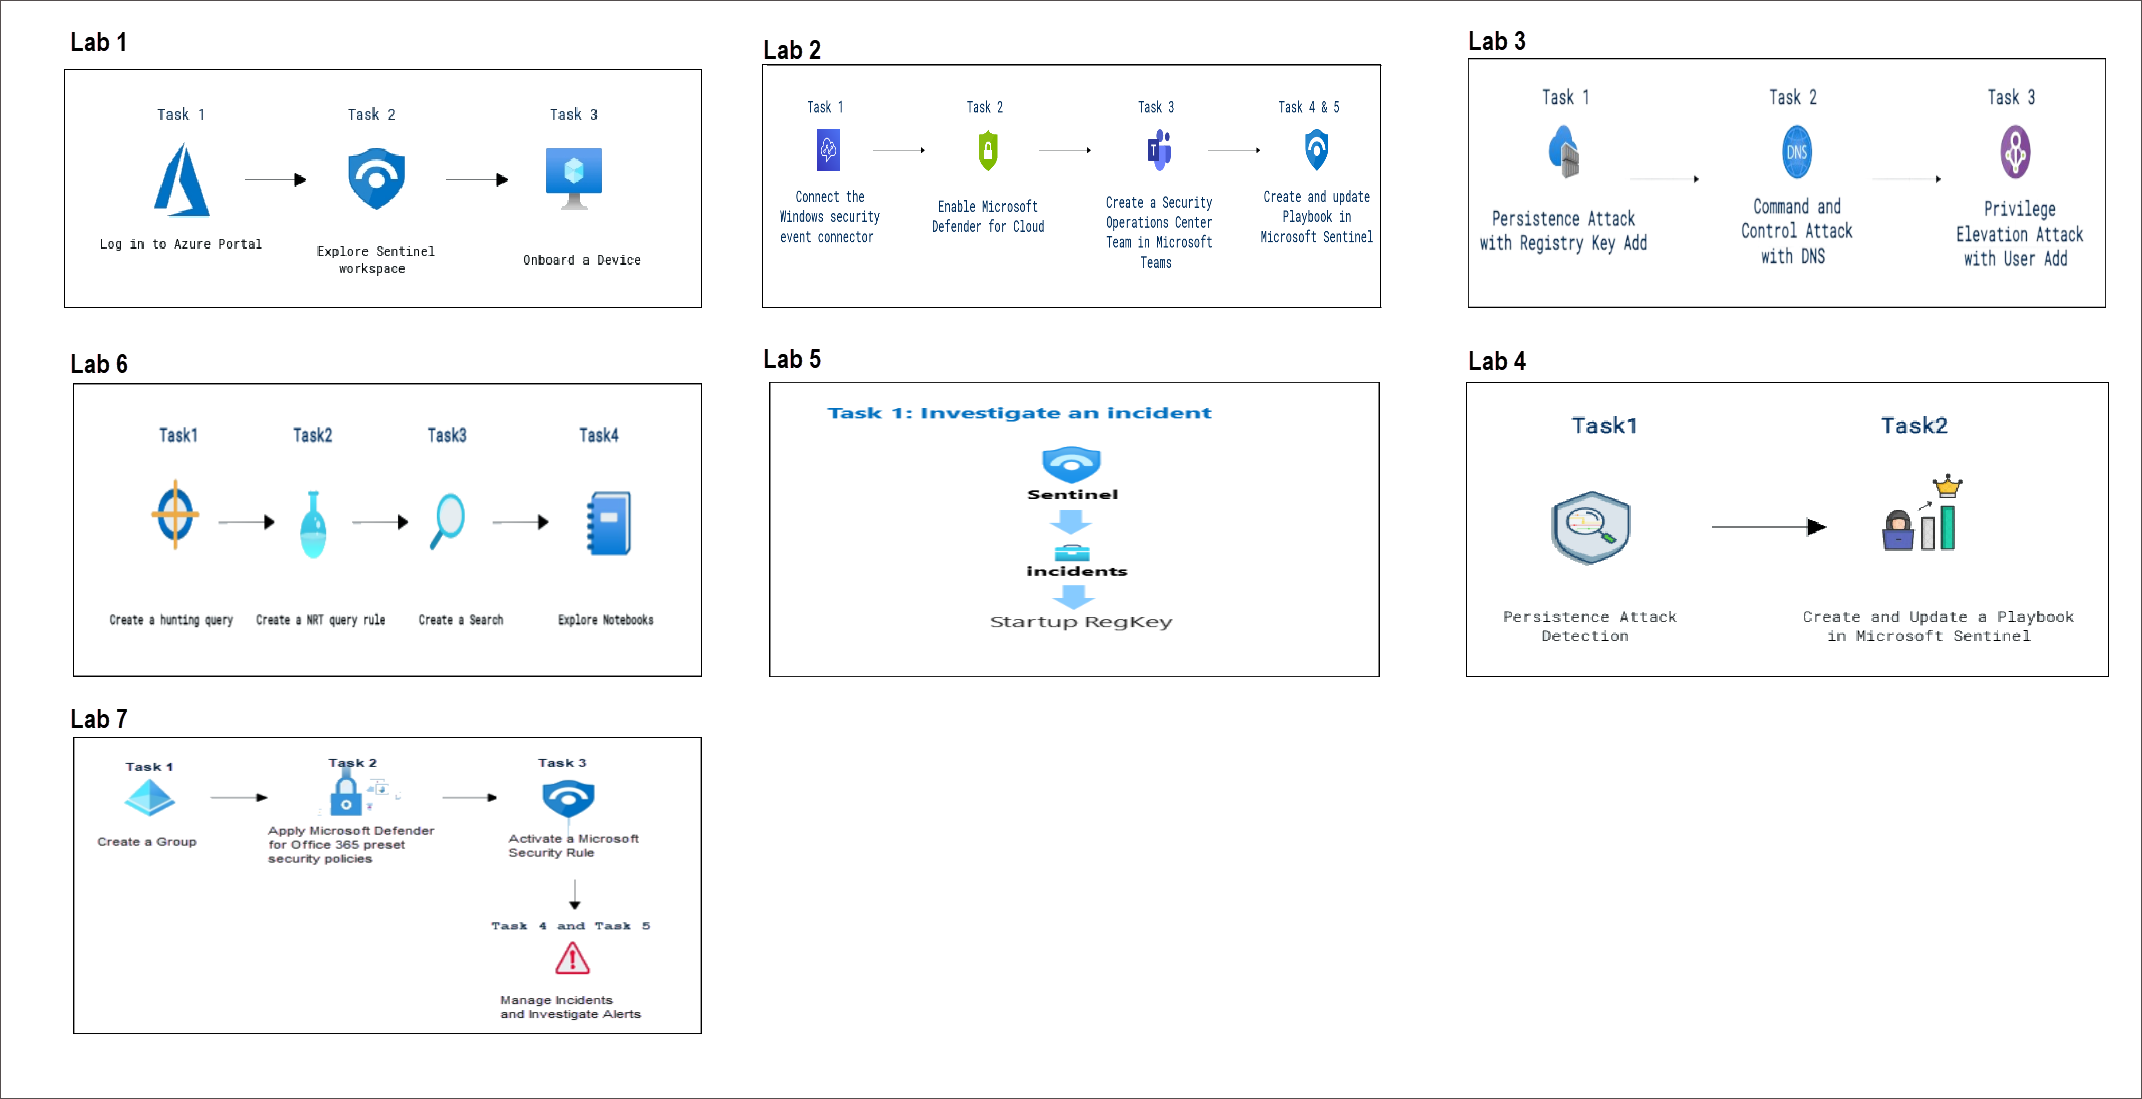 Lab 1
Task 1
Task 2
Task 3
Log in to Azure Portal
Explore Sentinel
workspace
Onboard a Device
Lab 2
Task 1
Task 2
Task 3
Task 4 & 5
Connect the
Windows security
event connector
Enable Microsoft
Defender for Cloud
Create a Security
Operations Center
Team in Microsoft
Teams
Create and update
Playbook in
Microsoft Sentinel
Lab 3
Task 1
Task 2
Task 3
DNS
Persistence Attack
with Registry Key Add
Command and
Control Attack
with DNS
Privilege
Elevation Attack
with User Add
Lab 6
Task1
Task2
Task3
Task4
Create a hunting query
Create a NRT query rule
Create a Search
Explore Notebooks
Lab 5
Task 1: Investigate an incident
Sentinel
incidents
Startup RegKey
Lab 4
Task1
Task2
Persistence Attack
Detection
Create and Update a Playbook
in Microsoft Sentinel
Lab 7
Task 1
Task 2
Task 3
Create a Group
Apply Microsoft Defender
for Office 365 preset
security policies
Activate a Microsoft
Security Rule
Task 4 and Task 5
Manage Incidents
and Investigate Alerts